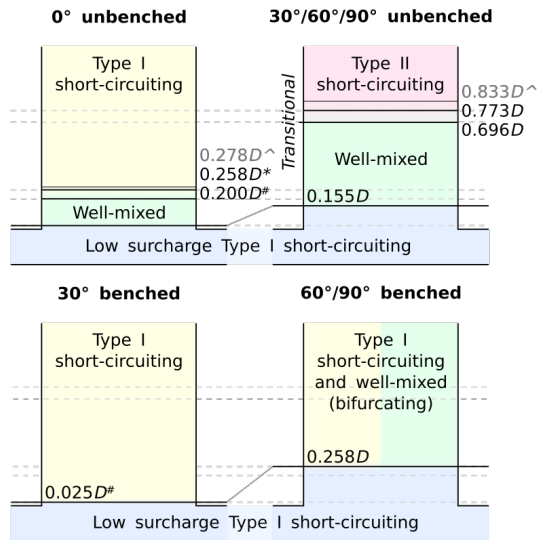 0° unbenched
30°/60°/90° unbenched
Type I
short-circuiting
0.278D^
0.258D*
0.200D#
Well-mixed
Transitional
Type II
short-circuiting
0.833D^
0.773D
0.696D
Well-mixed
0.155D
Low surcharge Type I short-circuiting
30° benched
60°/90° benched
Type I
short-circuiting
0.025D#
Type I
short-circuiting
and well-mixed
(bifurcating)
0.258D
Low surcharge Type I short-circuiting